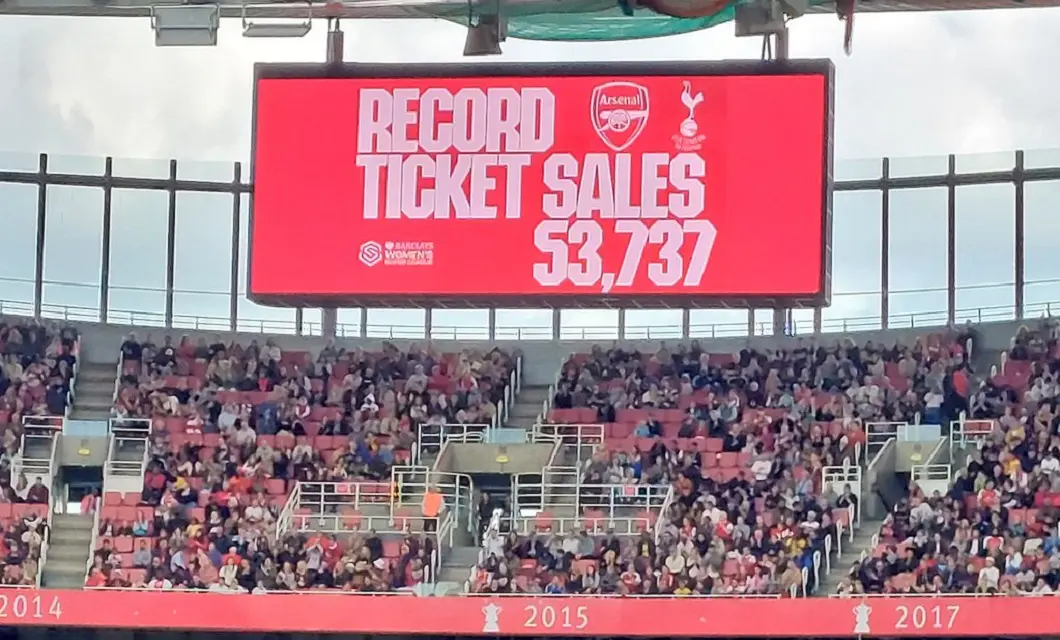 RECORD
Arsenal
TICKET SALES
53,737
BARCLAYS
WOMEN'S
SUPER LEAGUE
2014
2015
2017